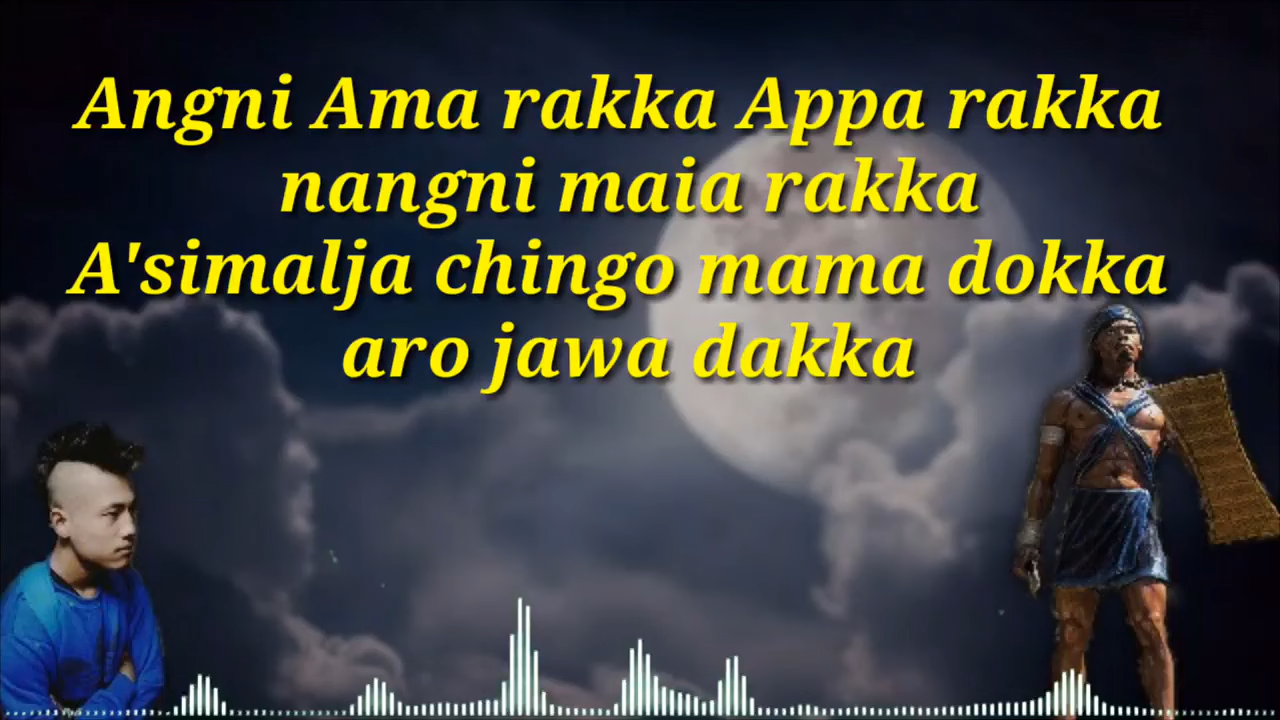 Angni Ama rakka Appa rakka
nangni maia rakka
A'simalja chingo mama dokka
aro jawa dakka